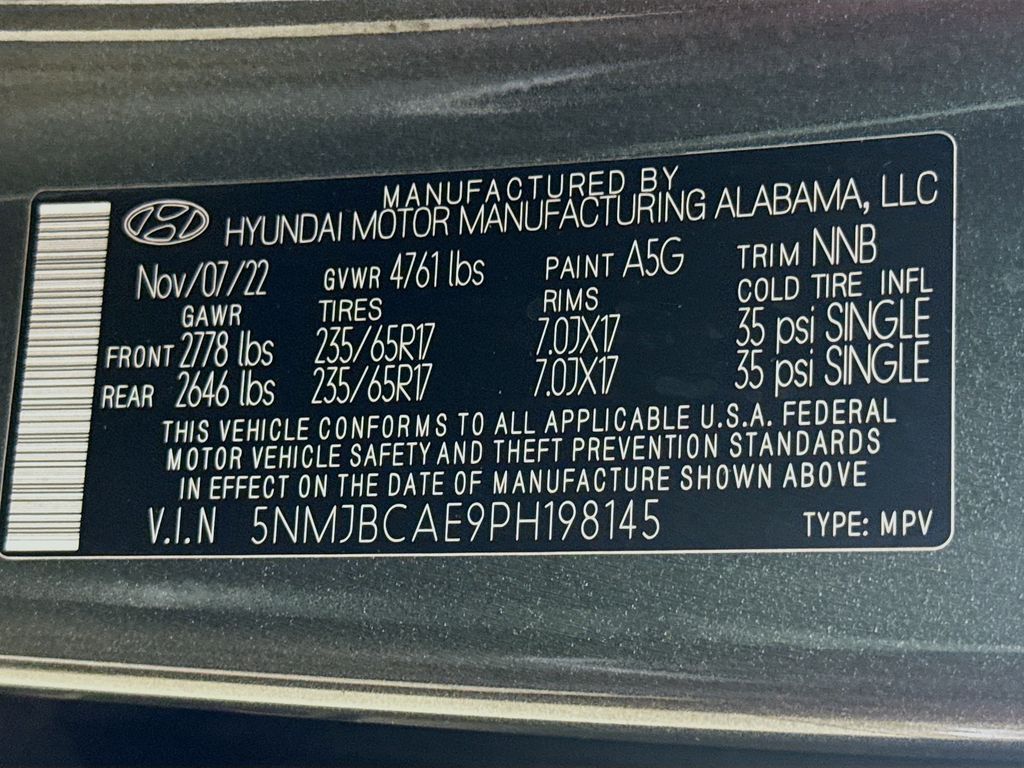 MANUFACTURED BY
HYUNDAI MOTOR MANUFACTURING ALABAMA, LLC
Nov/07/22 GVWR 4761 lbs PAINT A5G TRIM NNB
GAWR TIRES RIMS COLD TIRE INFL
FRONT 2778 lbs 235/65R17 7.0JX17 35 psi SINGLE
REAR 2646 lbs 235/65R17 7.0JX17 35 psi SINGLE
THIS VEHICLE CONFORMS TO ALL APPLICABLE U.S.A. FEDERAL
MOTOR VEHICLE SAFETY AND THEFT PREVENTION STANDARDS
IN EFFECT ON THE DATE OF MANUFACTURE SHOWN ABOVE
V.I.N 5NMJBCAE9PH198145 TYPE: MPV